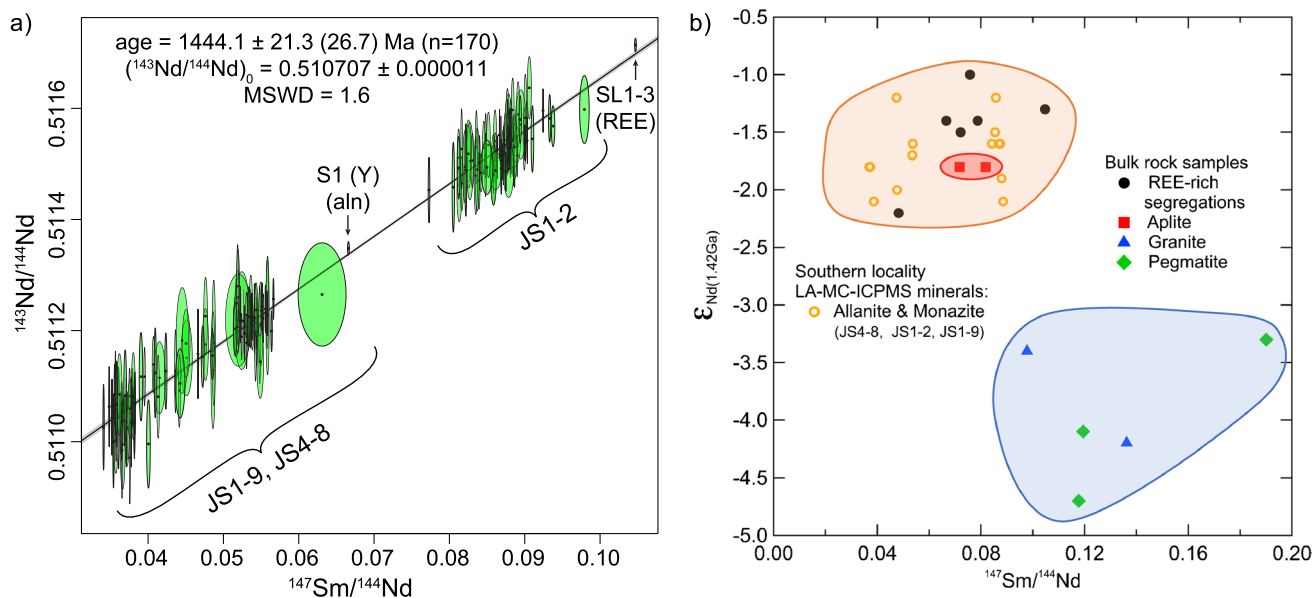 a)
age = 1444.1 ± 21.3 (26.7) Ma (n=170)
(¹⁴³Nd/¹⁴⁴Nd)₀ = 0.510707 ± 0.000011
MSWD = 1.6
SL1-3
(REE)
S1 (Y)
(aln)
JS1-2
JS1-9, JS4-8
¹⁴³Nd/¹⁴⁴Nd
0.5116
0.5114
0.5112
0.5110
0.04
0.05
0.06
0.07
0.08
0.09
0.10
¹⁴⁷Sm/¹⁴⁴Nd
b)
εNd(1.42Ga)
-0.5
-1.0
-1.5
-2.0
-2.5
-3.0
-3.5
-4.0
-4.5
-5.0
Bulk rock samples
REE-rich
segregations
Aplite
Granite
Pegmatite
Southern locality
LA-MC-ICPMS minerals:
Allanite & Monazite
(JS4-8, JS1-2, JS1-9)
0.00
0.04
0.08
0.12
0.16
0.20
¹⁴⁷Sm/¹⁴⁴Nd